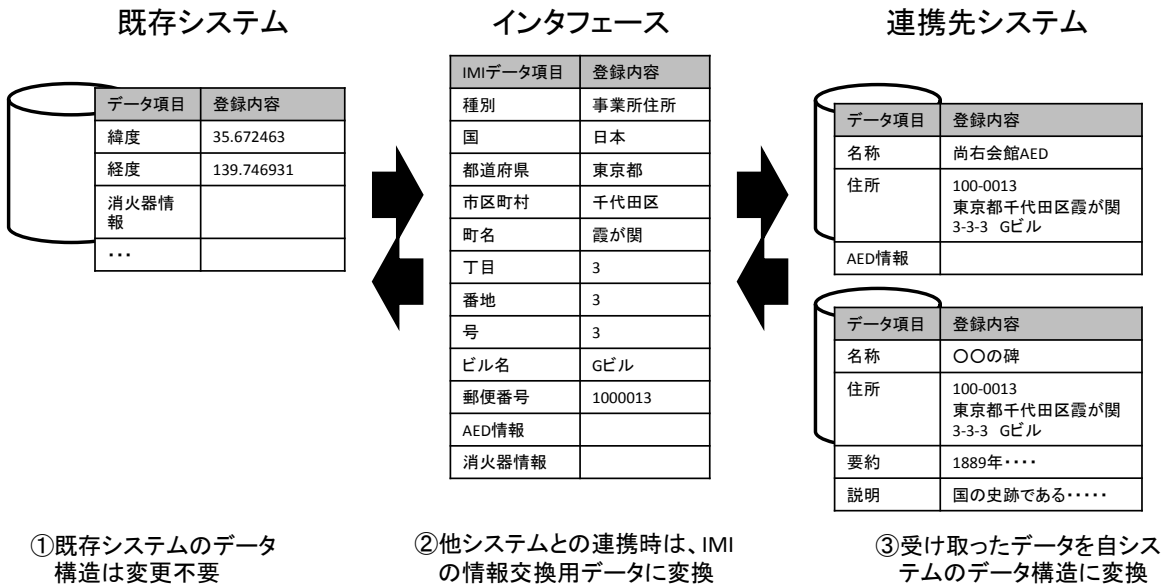 既存システム
インタフェース
連携先システム
データ項目 登録内容
緯度 35.672463
経度 139.746931
消火器情
報
・・・
IMIデータ項目 登録内容
種別 事業所住所
国 日本
都道府県 東京都
市区町村 千代田区
町名 霞が関
丁目 3
番地 3
号 3
ビル名 Gビル
郵便番号 1000013
AED情報
消火器情報
データ項目 登録内容
名称 尚右会館AED
住所 100-0013
東京都千代田区霞が関
3-3-3 Gビル
AED情報
データ項目 登録内容
名称 〇〇の碑
住所 100-0013
東京都千代田区霞が関
3-3-3 Gビル
要約 1889年・・・・
説明 国の史跡である・・・・・
①既存システムのデータ
構造は変更不要
②他システムとの連携時は、IMI
の情報交換用データに変換
③受け取ったデータを自シス
テムのデータ構造に変換